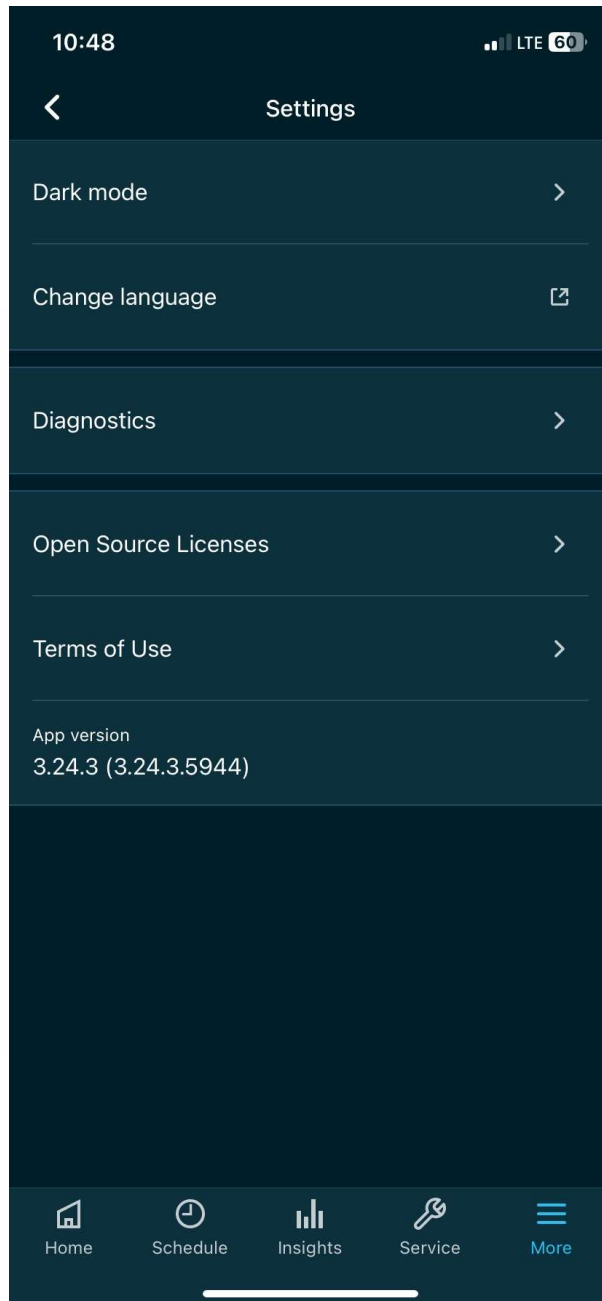 10:48
LTE 60
Settings
Dark mode
Change language
Diagnostics
Open Source Licenses
Terms of Use
App version
3.24.3 (3.24.3.5944)
Home Schedule Insights Service More